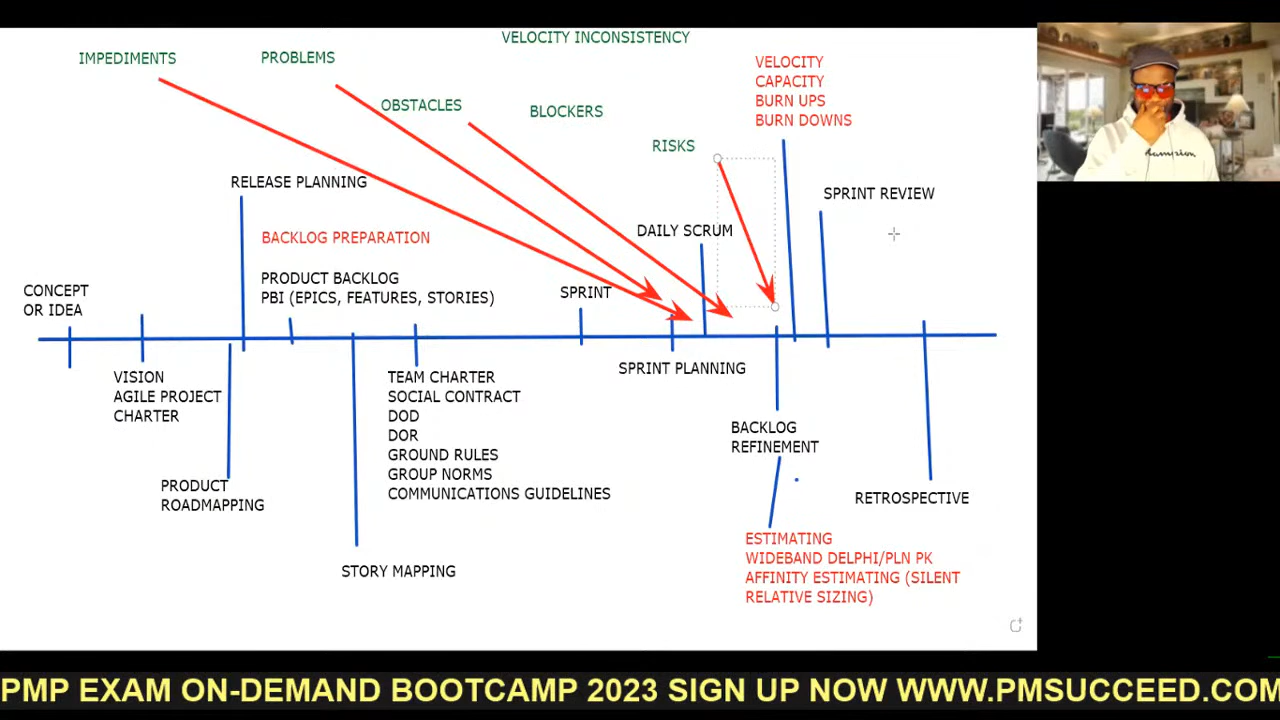 VELOCITY INCONSISTENCY
IMPEDIMENTS
PROBLEMS
VELOCITY
CAPACITY
BURN UPS
BURN DOWNS
OBSTACLES
BLOCKERS
RISKS
RELEASE PLANNING
SPRINT REVIEW
DAILY SCRUM
BACKLOG PREPARATION
PRODUCT BACKLOG
PBI (EPICS, FEATURES, STORIES)
CONCEPT
OR IDEA
SPRINT
SPRINT PLANNING
VISION
AGILE PROJECT
CHARTER
TEAM CHARTER
SOCIAL CONTRACT
DOD
DOR
GROUND RULES
GROUP NORMS
COMMUNICATIONS GUIDELINES
BACKLOG
REFINEMENT
PRODUCT
ROADMAPPING
RETROSPECTIVE
STORY MAPPING
ESTIMATING
WIDEBAND DELPHI/PLN PK
AFFINITY ESTIMATING (SILENT
RELATIVE SIZING)
Champion
PMP EXAM ON-DEMAND BOOTCAMP 2023 SIGN UP NOW WWW.PMSUCCEED.COM